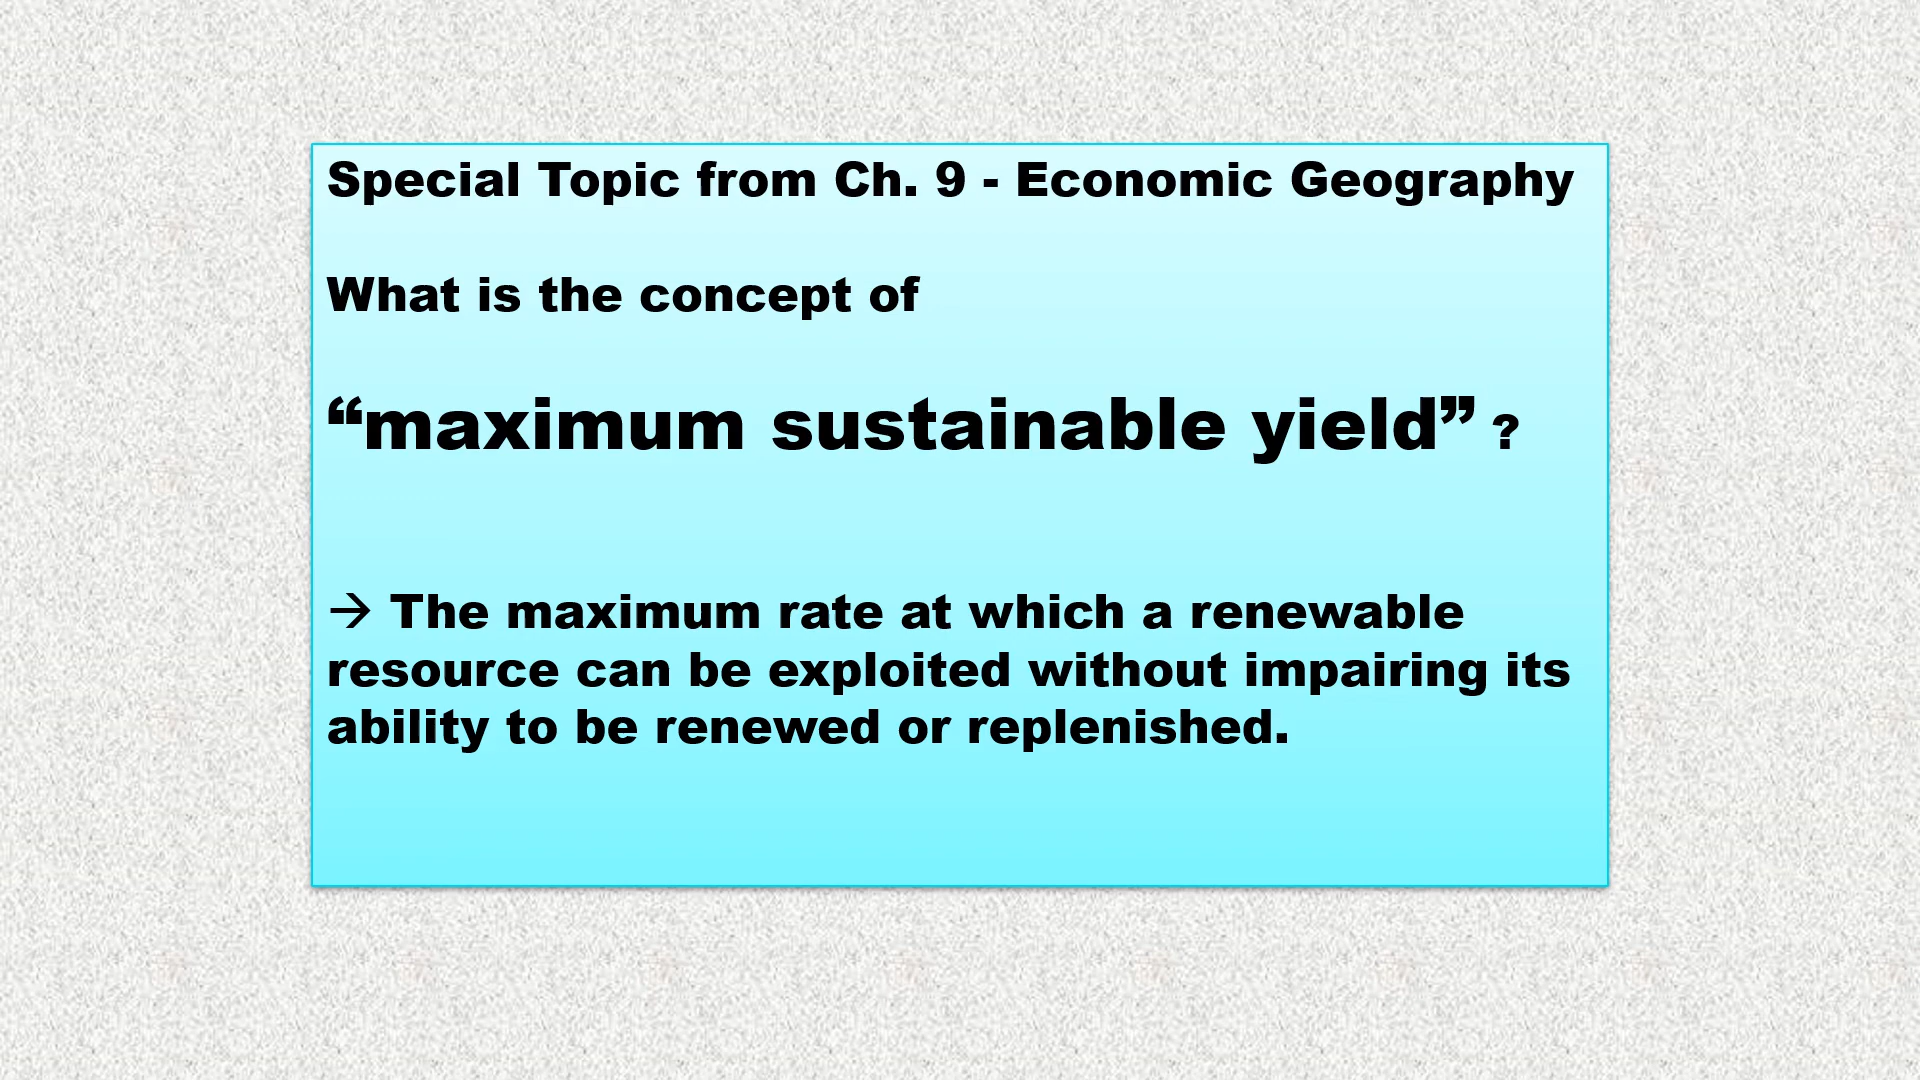 Special Topic from Ch. 9 - Economic Geography
What is the concept of
“maximum sustainable yield” ?
→ The maximum rate at which a renewable
resource can be exploited without impairing its
ability to be renewed or replenished.